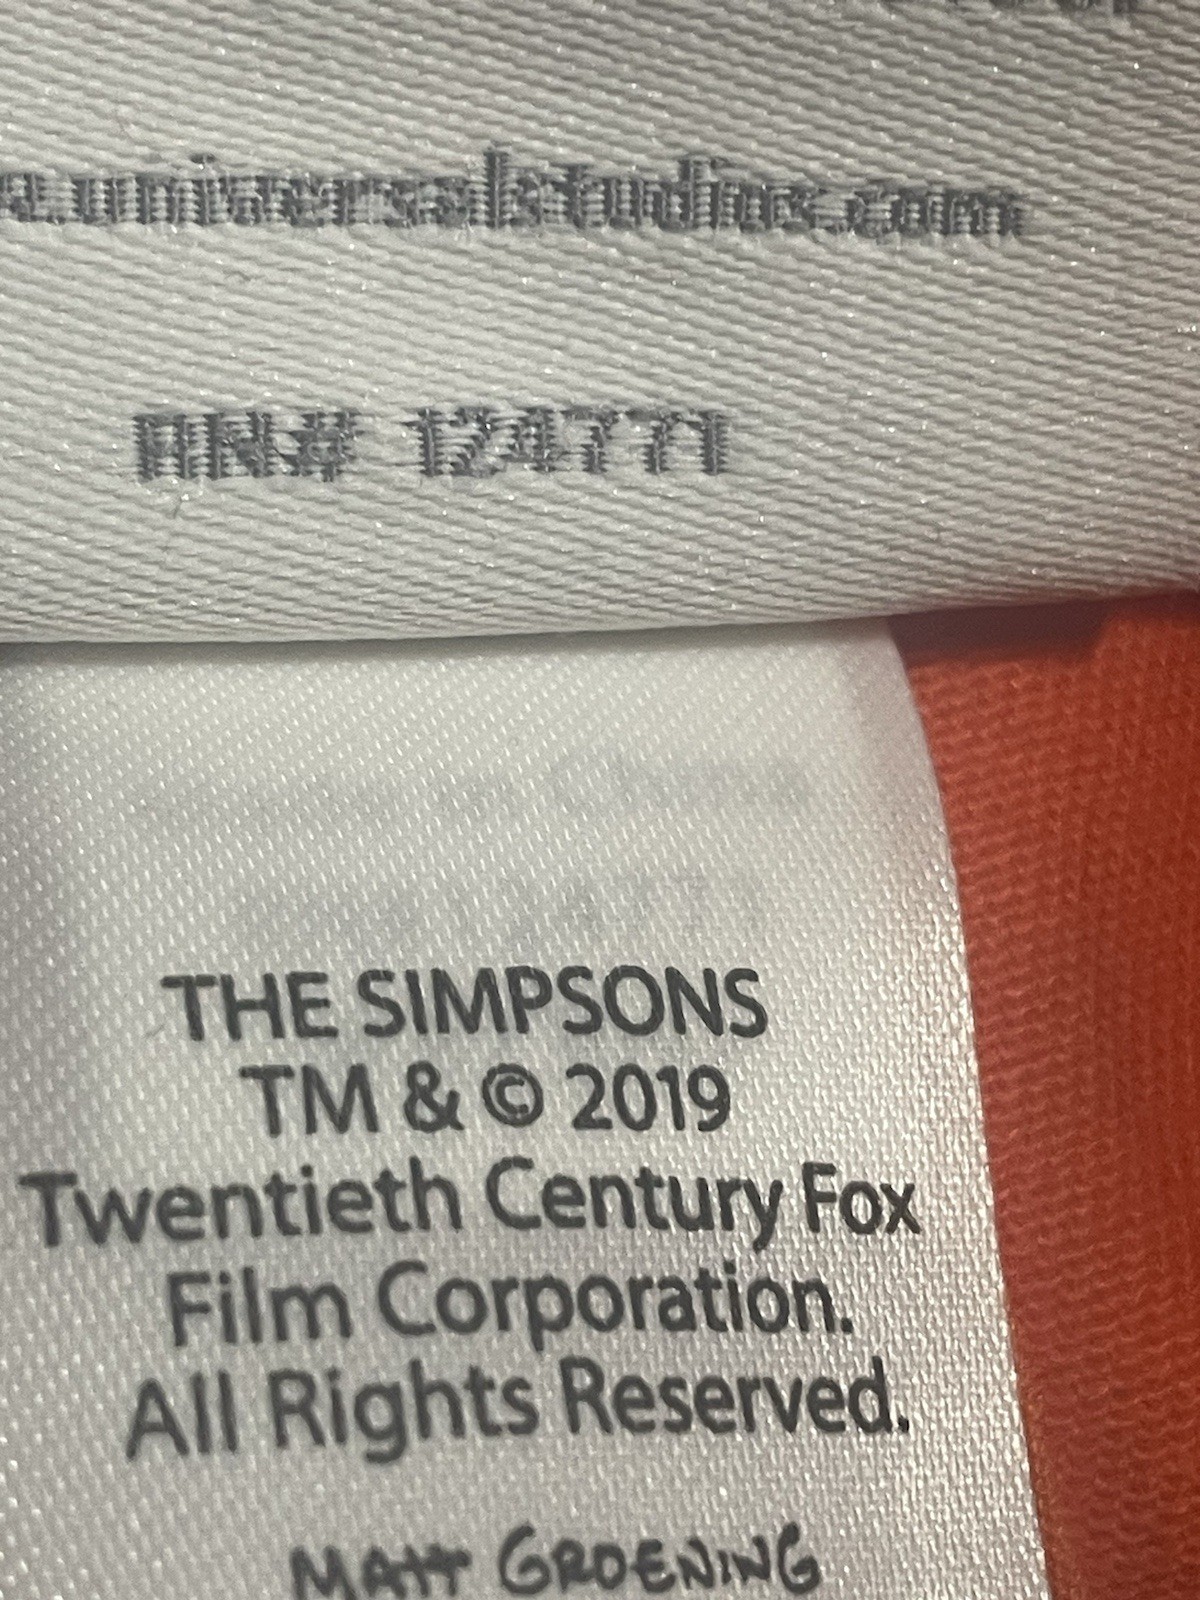 e.universalstudios.com
RN# 124771
THE SIMPSONS
TM & © 2019
Twentieth Century Fox
Film Corporation.
All Rights Reserved.
MATT GROENING